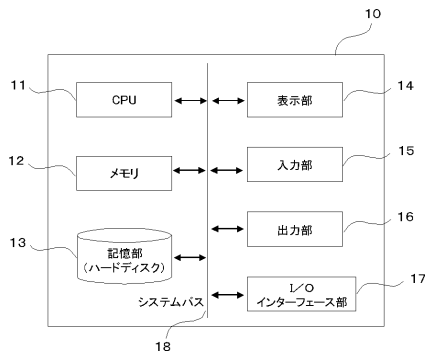 10
11
CPU
表示部
14
12
メモリ
入力部
15
13
記憶部
(ハードディスク)
出力部
16
システムバス
18
I/O
インターフェース部
17